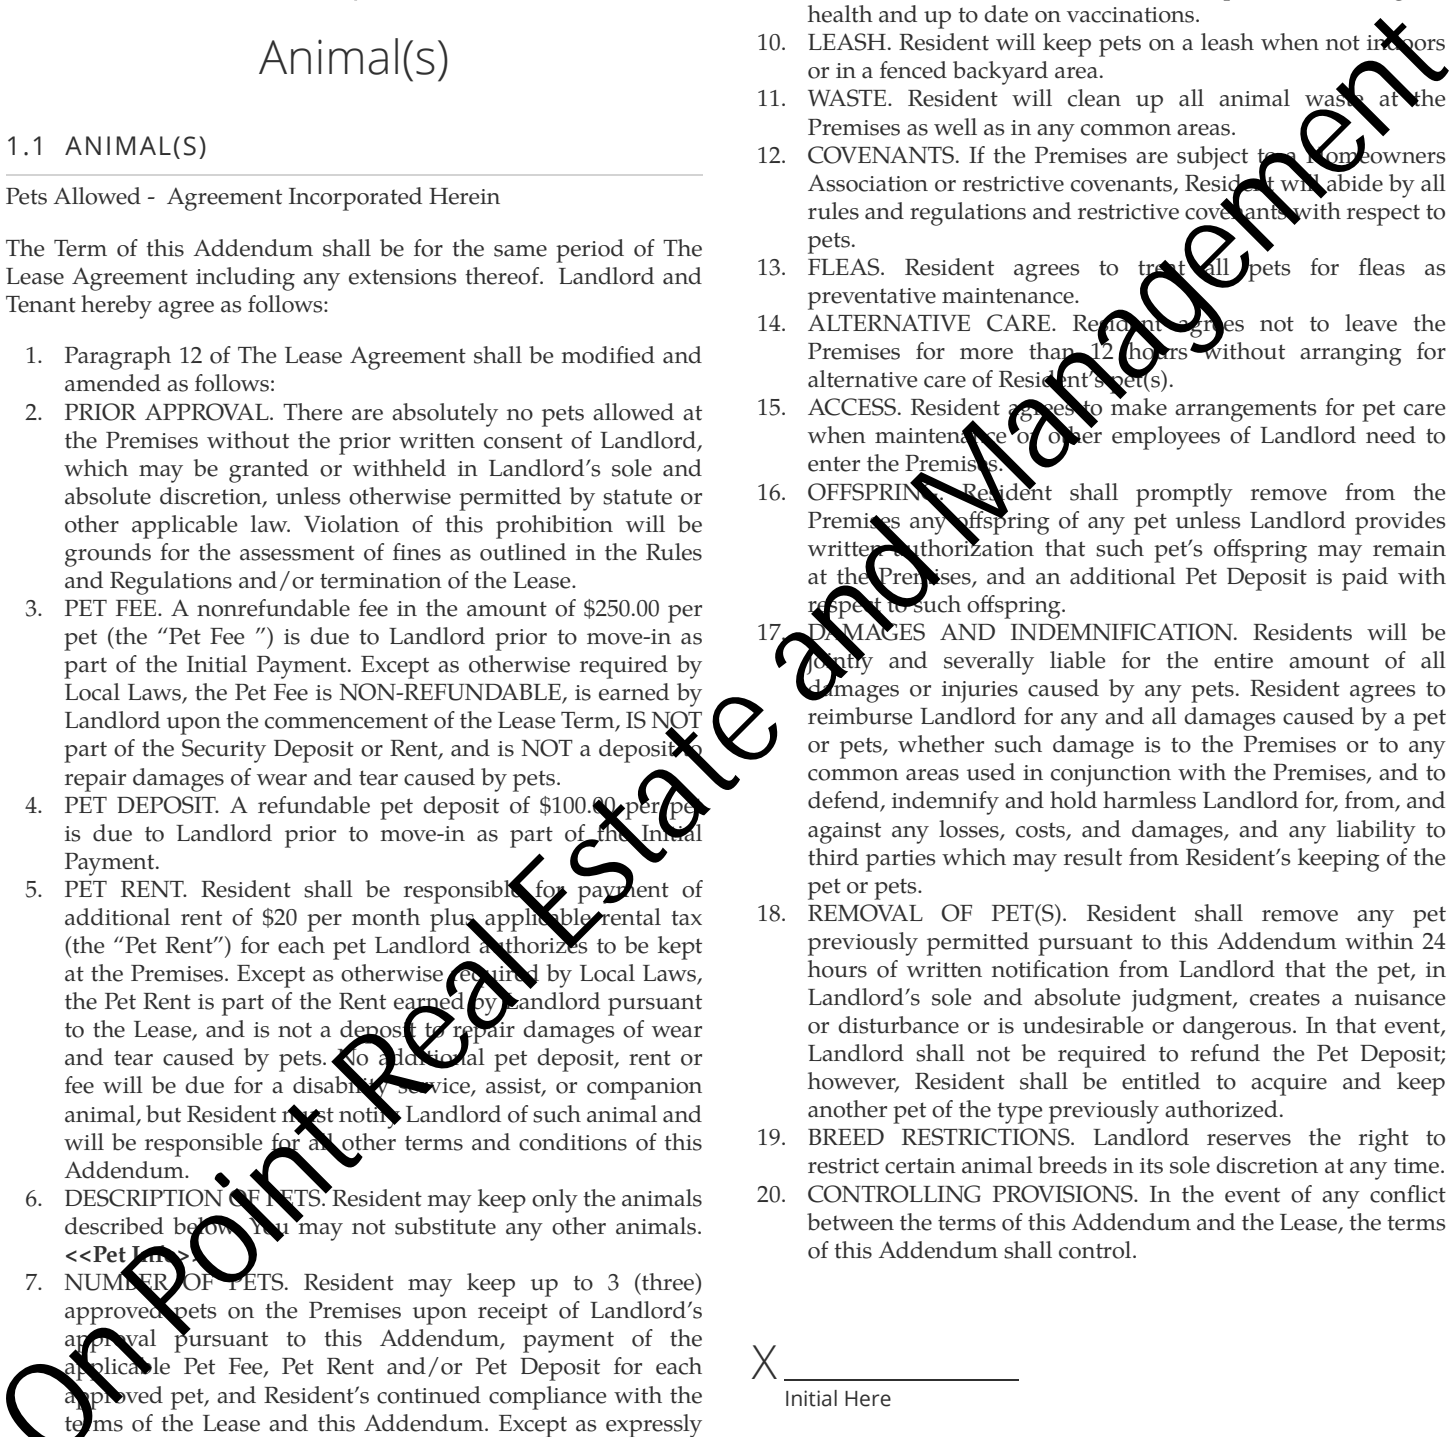 Animal(s)
1.1 ANIMAL(S)
Pets Allowed - Agreement Incorporated Herein
The Term of this Addendum shall be for the same period of The
Lease Agreement including any extensions thereof. Landlord and
Tenant hereby agree as follows:
1. Paragraph 12 of The Lease Agreement shall be modified and
amended as follows:
2. PRIOR APPROVAL. There are absolutely no pets allowed at
the Premises without the prior written consent of Landlord,
which may be granted or withheld in Landlord's sole and
absolute discretion, unless otherwise permitted by statute or
other applicable law. Violation of this prohibition will be
grounds for the assessment of fines as outlined in the Rules
and Regulations and/or termination of the Lease.
3. PET FEE. A nonrefundable fee in the amount of $250.00 per
pet (the “Pet Fee ”) is due to Landlord prior to move-in as
part of the Initial Payment. Except as otherwise required by
Local Laws, the Pet Fee is NON-REFUNDABLE, is earned by
Landlord upon the commencement of the Lease Term, IS NOT
part of the Security Deposit or Rent, and is NOT a deposit to
repair damages of wear and tear caused by pets.
4. PET DEPOSIT. A refundable pet deposit of $100.00 per pet
is due to Landlord prior to move-in as part of the Initial
Payment.
5. PET RENT. Resident shall be responsible for payment of
additional rent of $20 per month plus applicable rental tax
(the “Pet Rent”) for each pet Landlord authorizes to be kept
at the Premises. Except as otherwise required by Local Laws,
the Pet Rent is part of the Rent earned by Landlord pursuant
to the Lease, and is not a deposit to repair damages of wear
and tear caused by pets. No additional pet deposit, rent or
fee will be due for a disability service, assist, or companion
animal, but Resident must notify Landlord of such animal and
will be responsible for all other terms and conditions of this
Addendum.
6. DESCRIPTION OF PETS. Resident may keep only the animals
described below. You may not substitute any other animals.
<<Pet Info>>
7. NUMBER OF PETS. Resident may keep up to 3 (three)
approved pets on the Premises upon receipt of Landlord's
approval pursuant to this Addendum, payment of the
applicable Pet Fee, Pet Rent and/or Pet Deposit for each
approved pet, and Resident's continued compliance with the
terms of the Lease and this Addendum. Except as expressly
health and up to date on vaccinations.
10. LEASH. Resident will keep pets on a leash when not indoors
or in a fenced backyard area.
11. WASTE. Resident will clean up all animal waste at the
Premises as well as in any common areas.
12. COVENANTS. If the Premises are subject to a Homeowners
Association or restrictive covenants, Resident will abide by all
rules and regulations and restrictive covenants with respect to
pets.
13. FLEAS. Resident agrees to treat all pets for fleas as
preventative maintenance.
14. ALTERNATIVE CARE. Resident agrees not to leave the
Premises for more than 12 hours without arranging for
alternative care of Resident's pet(s).
15. ACCESS. Resident agrees to make arrangements for pet care
when maintenance or other employees of Landlord need to
enter the Premises.
16. OFFSPRING. Resident shall promptly remove from the
Premises any offspring of any pet unless Landlord provides
written authorization that such pet's offspring may remain
at the Premises, and an additional Pet Deposit is paid with
respect to such offspring.
17. DAMAGES AND INDEMNIFICATION. Residents will be
jointly and severally liable for the entire amount of all
damages or injuries caused by any pets. Resident agrees to
reimburse Landlord for any and all damages caused by a pet
or pets, whether such damage is to the Premises or to any
common areas used in conjunction with the Premises, and to
defend, indemnify and hold harmless Landlord for, from, and
against any losses, costs, and damages, and any liability to
third parties which may result from Resident's keeping of the
pet or pets.
18. REMOVAL OF PET(S). Resident shall remove any pet
previously permitted pursuant to this Addendum within 24
hours of written notification from Landlord that the pet, in
Landlord's sole and absolute judgment, creates a nuisance
or disturbance or is undesirable or dangerous. In that event,
Landlord shall not be required to refund the Pet Deposit;
however, Resident shall be entitled to acquire and keep
another pet of the type previously authorized.
19. BREED RESTRICTIONS. Landlord reserves the right to
restrict certain animal breeds in its sole discretion at any time.
20. CONTROLLING PROVISIONS. In the event of any conflict
between the terms of this Addendum and the Lease, the terms
of this Addendum shall control.
X
Initial Here
On Point Real Estate and Management